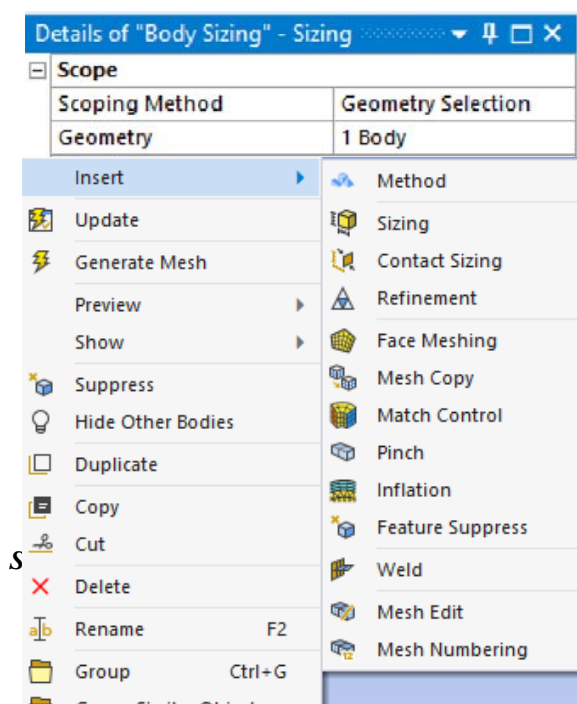 Details of "Body Sizing" - Sizing
Scope
Scoping Method Geometry Selection
Geometry 1 Body
Insert
Update
Generate Mesh
Preview
Show
Suppress
Hide Other Bodies
Duplicate
Copy
Cut
S
Delete
Rename F2
Group Ctrl+G
Method
Sizing
Contact Sizing
Refinement
Face Meshing
Mesh Copy
Match Control
Pinch
Inflation
Feature Suppress
Weld
Mesh Edit
Mesh Numbering